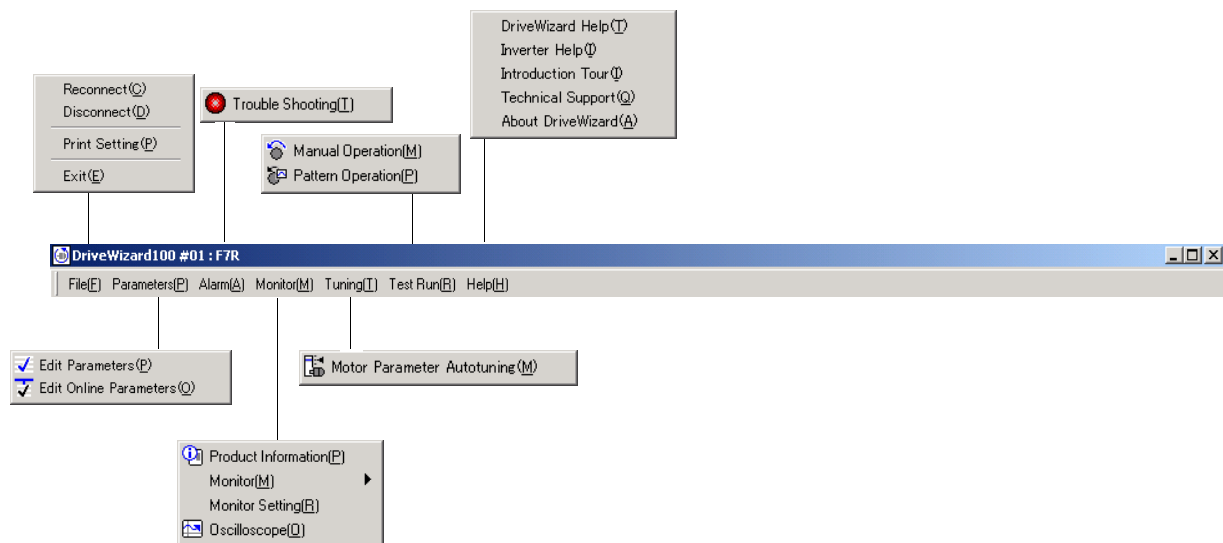 DriveWizard Help(T)
Inverter Help(I)
Introduction Tour(I)
Technical Support(Q)
About DriveWizard(A)
Reconnect(C)
Disconnect(D)
Print Setting(P)
Exit(E)
Trouble Shooting(T)
Manual Operation(M)
Pattern Operation(P)
DriveWizard100 #01 : F7R
File(F) Parameters(P) Alarm(A) Monitor(M) Tuning(T) Test Run(R) Help(H)
Edit Parameters(P)
Edit Online Parameters(O)
Motor Parameter Autotuning(M)
Product Information(P)
Monitor(M)
Monitor Setting(R)
Oscilloscope(O)